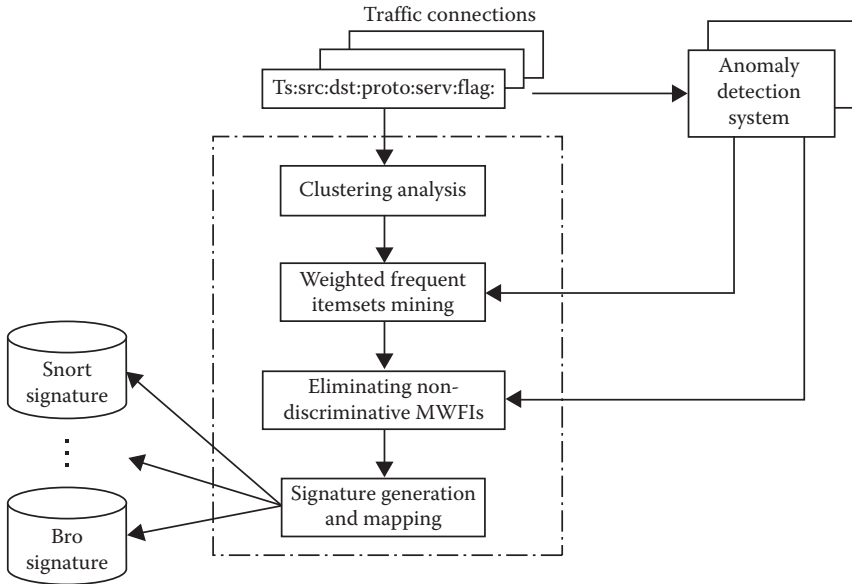 Traffic connections
Ts:src:dst:proto:serv:flag:
Anomaly
detection
system
Clustering analysis
Weighted frequent
itemsets mining
Eliminating non-
discriminative MWFIs
Signature generation
and mapping
Snort
signature
Bro
signature